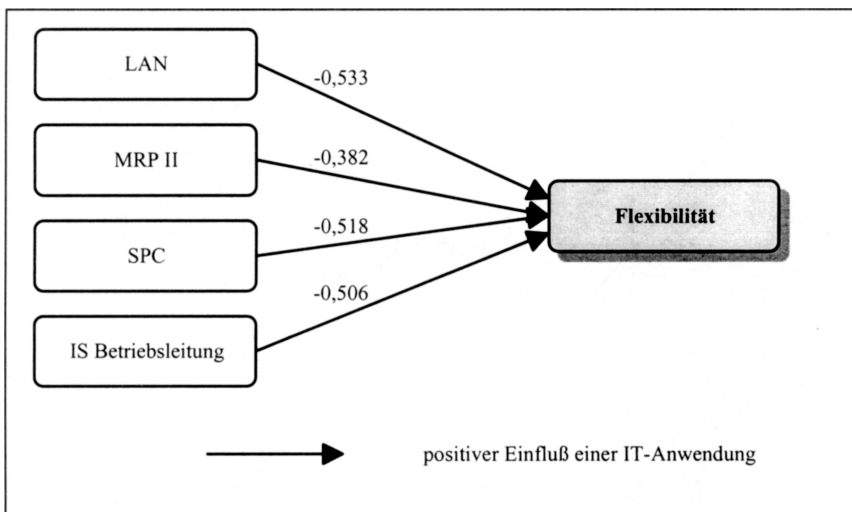 LAN
-0,533
MRP II
-0,382
Flexibilität
SPC
-0,518
-0,506
IS Betriebsleitung
positiver Einfluß einer IT-Anwendung